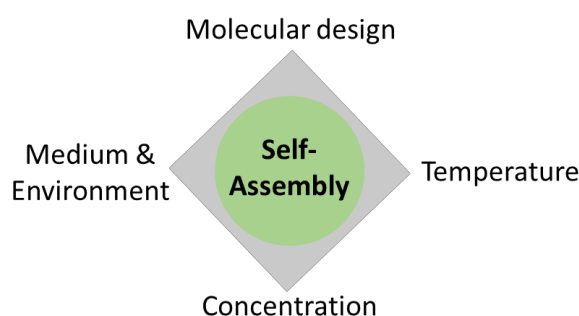 Molecular design
Medium &
Environment
Self-
Assembly
Temperature
Concentration